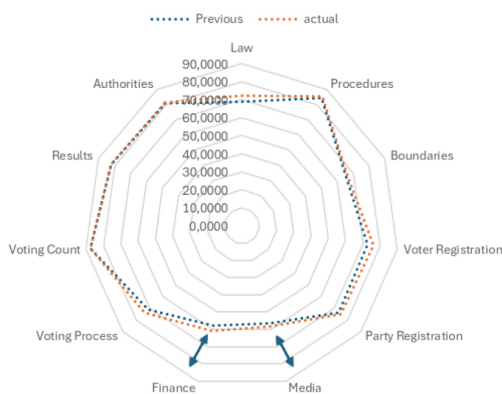 Previous actual
Law
90,0000
80,0000
Authorities Procedures
70,0000
60,0000
50,0000
Results Boundaries
40,0000
30,0000
20,0000
10,0000
0,0000
Voting Count Voter Registration
Voting Process Party Registration
Finance Media